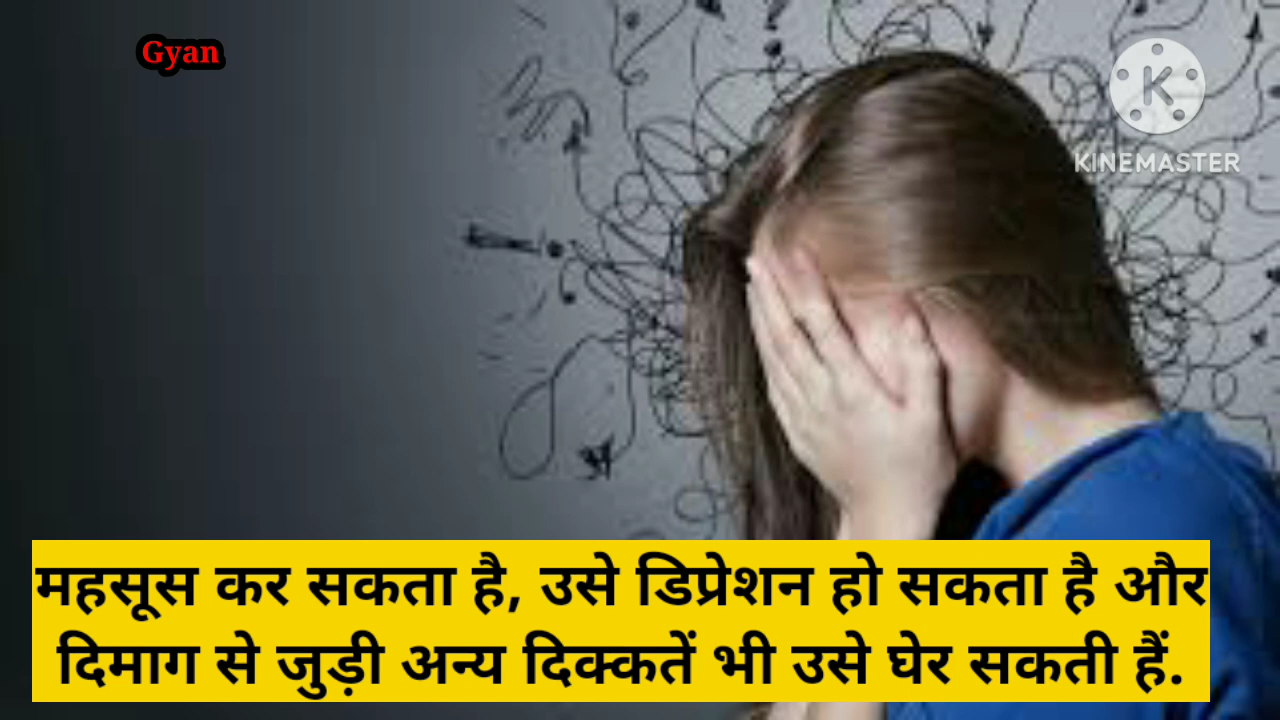 Gyan
K
KINEMASTER
महसूस कर सकता है, उसे डिप्रेशन हो सकता है और
दिमाग से जुड़ी अन्य दिक्कतें भी उसे घेर सकती हैं.